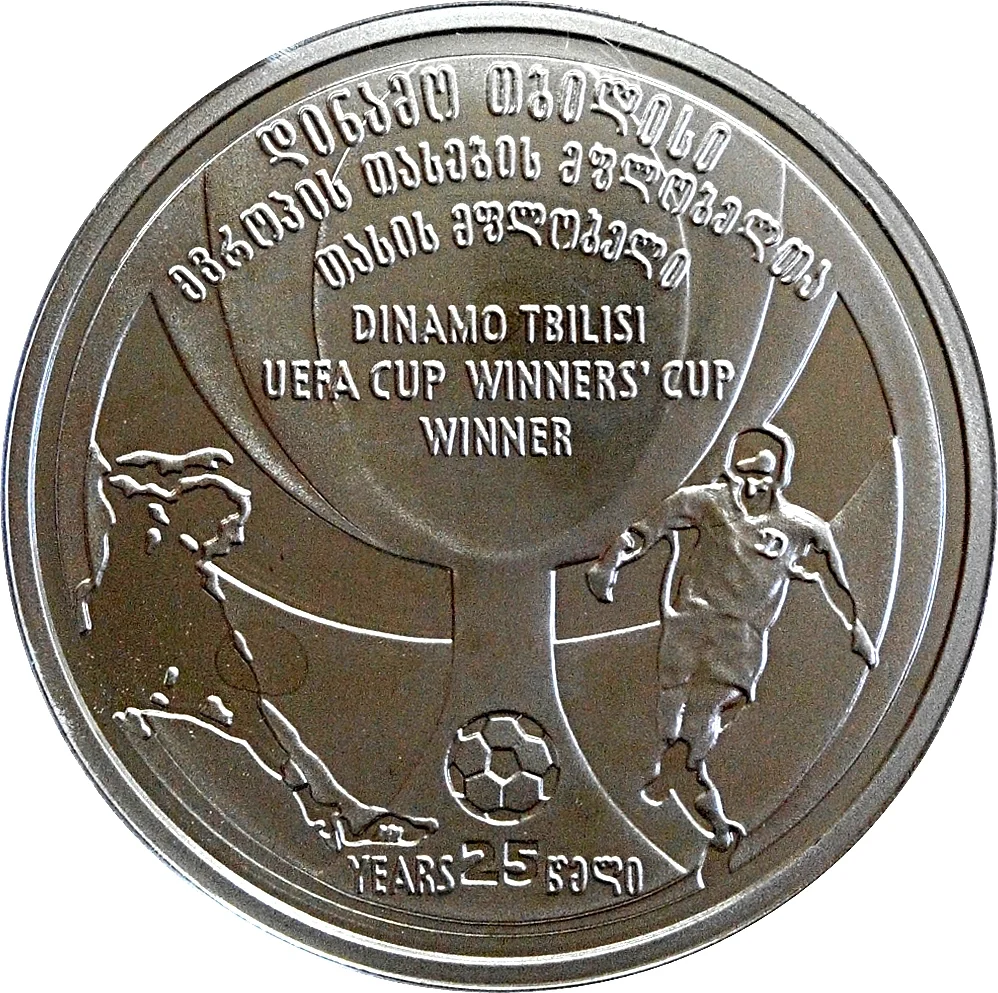 დინამო თბილისი
ევროპის თასების მფლობელთა
თასის მფლობელი
DINAMO TBILISI
UEFA CUP WINNERS' CUP
WINNER
YEARS 25 წელი